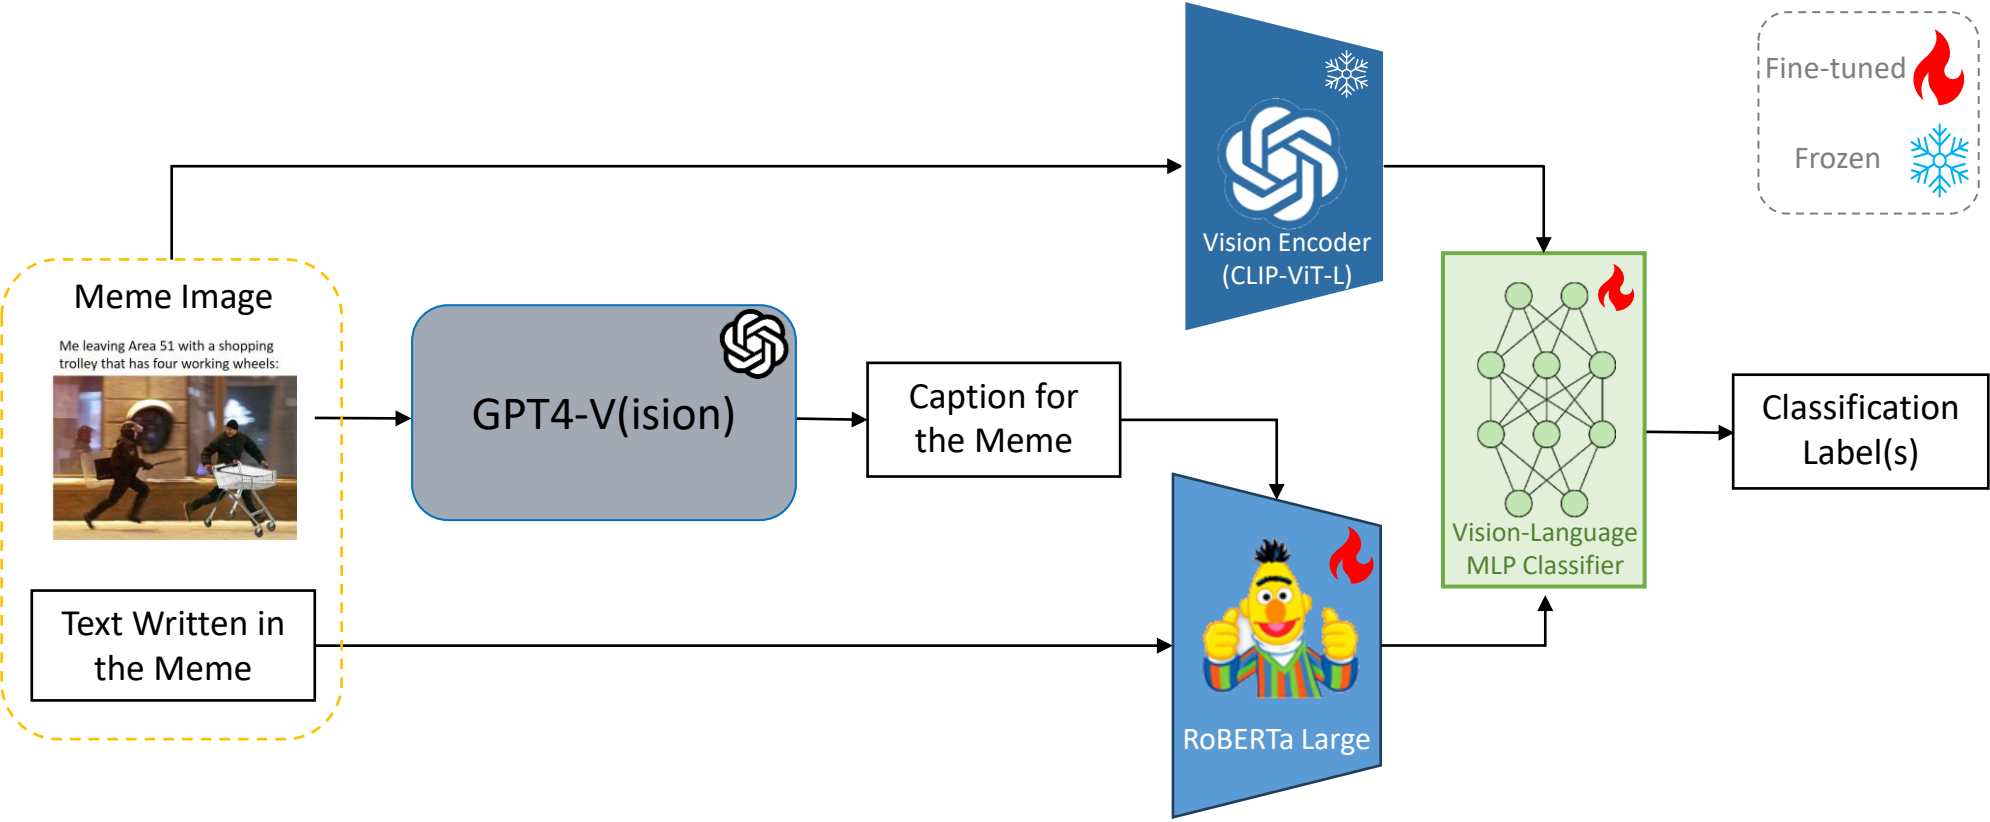 Fine-tuned
Frozen
Vision Encoder
(CLIP-ViT-L)
Meme Image
Me leaving Area 51 with a shopping
trolley that has four working wheels:
GPT4-V(ision)
Caption for
the Meme
Classification
Label(s)
Vision-Language
MLP Classifier
Text Written in
the Meme
RoBERTa Large